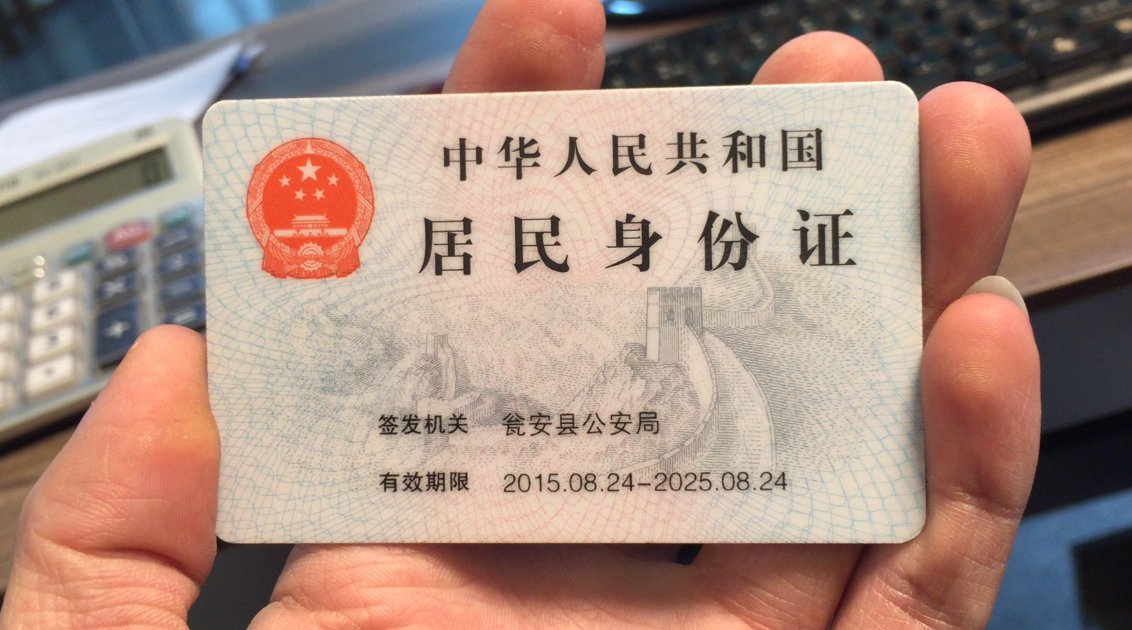 中华人民共和国
居民身份证
签发机关 瓮安县公安局
有效期限 2015.08.24-2025.08.24